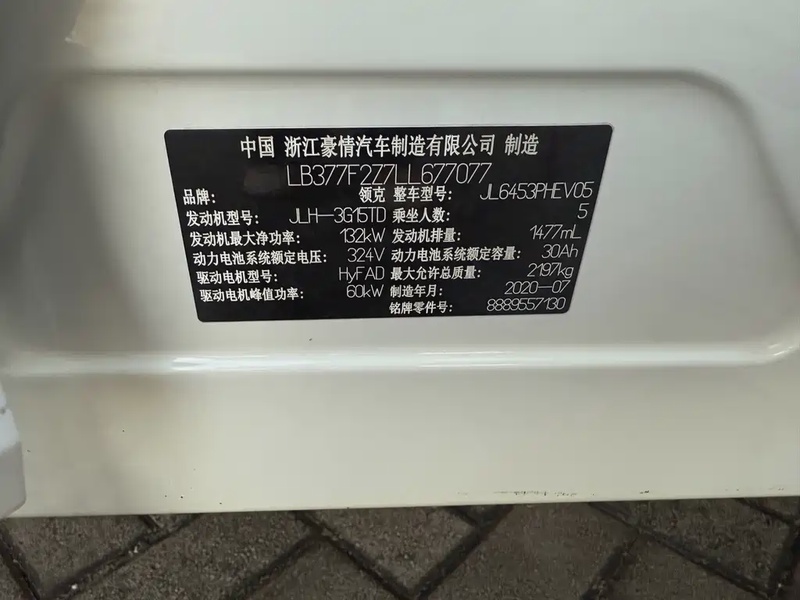 中国 浙江豪情汽车制造有限公司 制造
LB377F2Z7LL677077
品牌: 领克 整车型号: JL6453PHEV05
发动机型号: JLH-3G15TD 乘坐人数: 5
发动机最大净功率: 132kW 发动机排量: 1477mL
动力电池系统额定电压: 324V 动力电池系统额定容量: 30Ah
驱动电机型号: HyFAD 最大允许总质量: 2197kg
驱动电机峰值功率: 60kW 制造年月: 2020-07
铭牌零件号: 8889557130